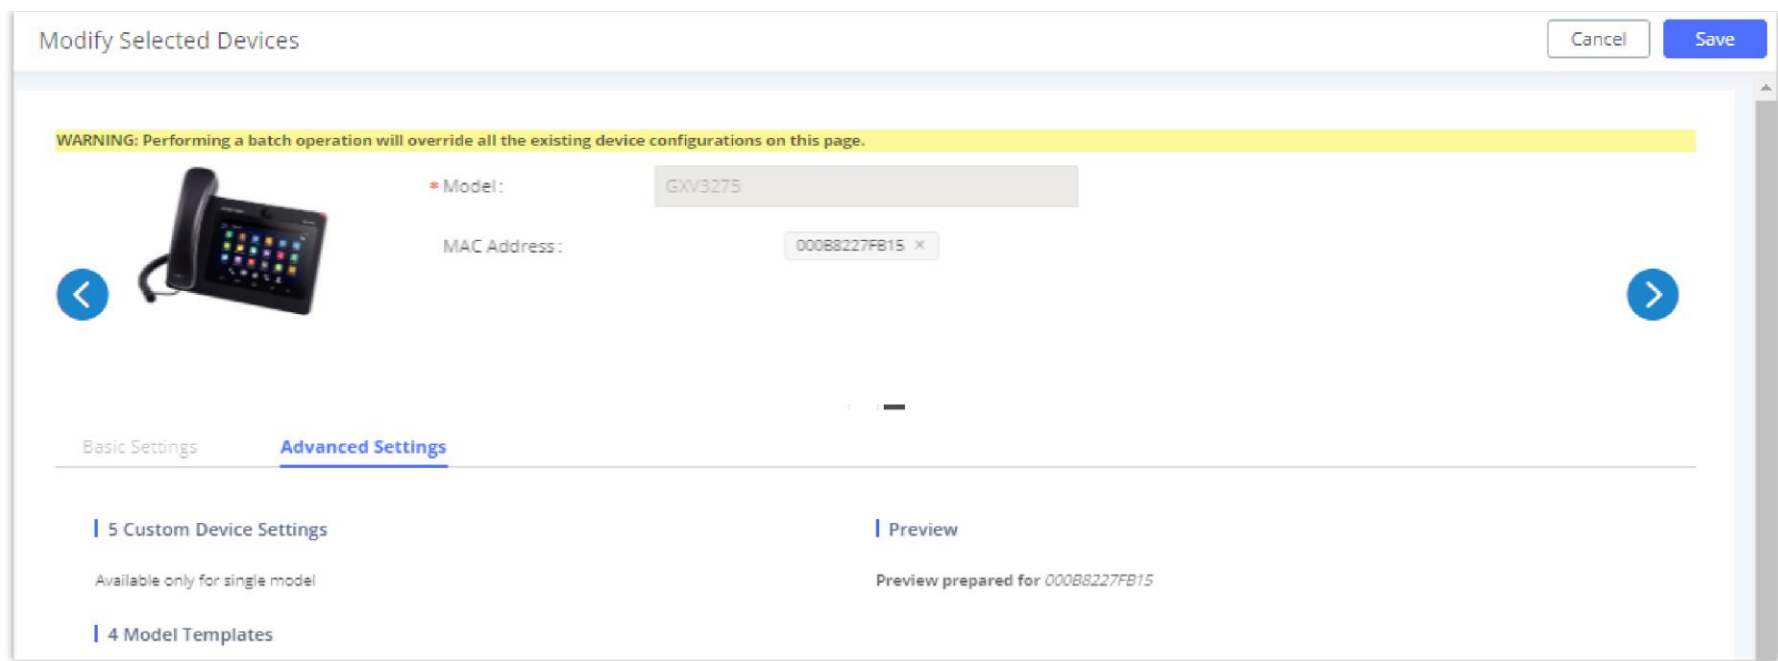 Modify Selected Devices
Cancel
Save
WARNING: Performing a batch operation will override all the existing device configurations on this page.
* Model:
GXV3275
MAC Address:
000B8227FB15 ×
Basic Settings
Advanced Settings
5 Custom Device Settings
Preview
Available only for single model
Preview prepared for 000B8227FB15
4 Model Templates